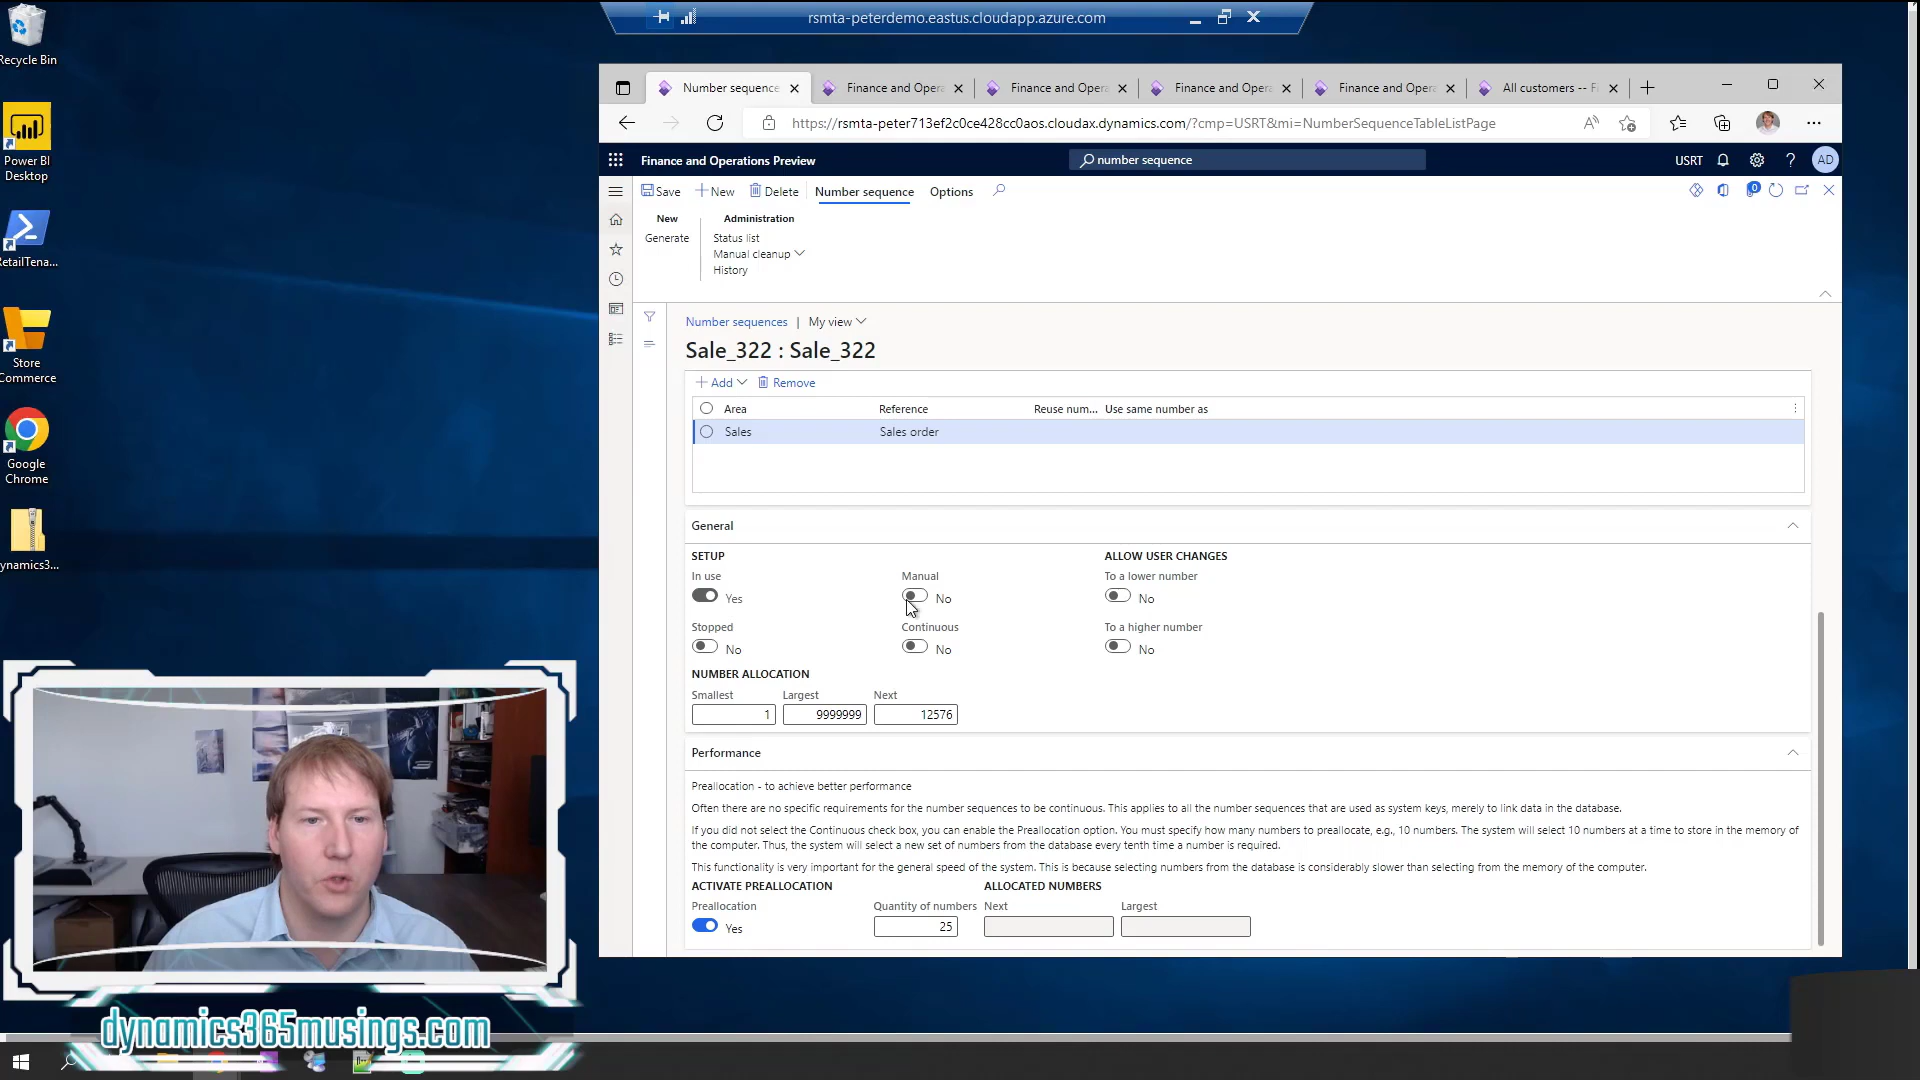 Recycle Bin
Power BI
Desktop
RetailTena...
Store
Commerce
Google
Chrome
ynamics3...
rsmta-peterdemo.eastus.cloudapp.azure.com
Number sequence
Finance and Opera
Finance and Opera
Finance and Opera
Finance and Opera
All customers -- Fi
https://rsmta-peter713ef2c0ce428cc0aos.cloudax.dynamics.com/?cmp=USRT&mi=NumberSequenceTableListPage
Finance and Operations Preview
number sequence
USRT
?
AD
Save
New
Delete
Number sequence
Options
0
New
Administration
Generate
Status list
Manual cleanup
History
Number sequences | My view
Sale_322 : Sale_322
Add
Remove
Area
Reference
Reuse num...
Use same number as
Sales
Sales order
General
SETUP
ALLOW USER CHANGES
In use
Manual
To a lower number
Yes
No
No
Stopped
Continuous
To a higher number
No
No
No
NUMBER ALLOCATION
Smallest
Largest
Next
1
9999999
12576
Performance
Preallocation - to achieve better performance
Often there are no specific requirements for the number sequences to be continuous. This applies to all the number sequences that are used as system keys, merely to link data in the database.
If you did not select the Continuous check box, you can enable the Preallocation option. You must specify how many numbers to preallocate, e.g., 10 numbers. The system will select 10 numbers at a time to store in the memory of
the computer. Thus, the system will select a new set of numbers from the database every tenth time a number is required.
This functionality is very important for the general speed of the system. This is because selecting numbers from the database is considerably slower than selecting from the memory of the computer.
ACTIVATE PREALLOCATION
ALLOCATED NUMBERS
Preallocation
Quantity of numbers
Next
Largest
Yes
25
dynamics365musings.com